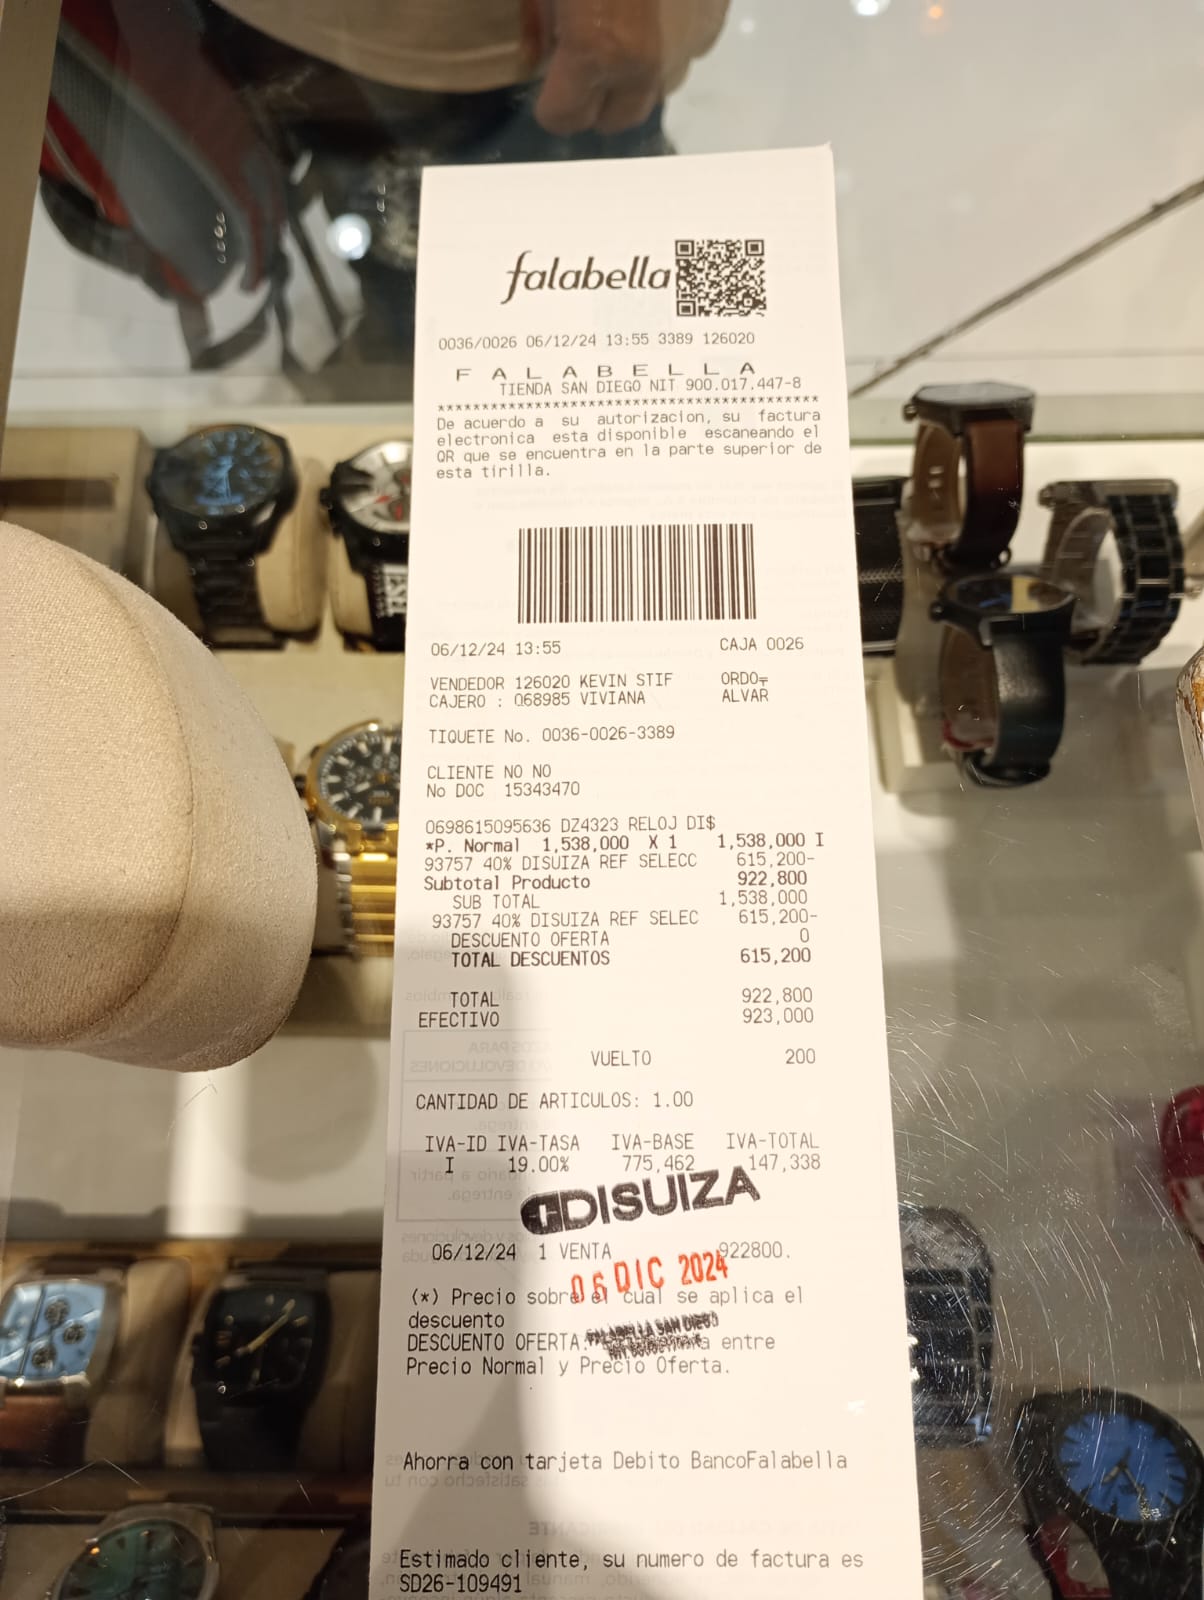 falabella
0036/0026 06/12/24 13:55 3389 126020
F A L A B E L L A
TIENDA SAN DIEGO NIT 900.017.447-8
****************************************
De acuerdo a su autorizacion, su factura
electronica esta disponible escaneando el
QR que se encuentra en la parte superior de
esta tirilla.
06/12/24 13:55 CAJA 0026
VENDEDOR 126020 KEVIN STIF ORDO
CAJERO : 068985 VIVIANA ALVAR
TIQUETE No. 0036-0026-3389
CLIENTE NO NO
No DOC 15343470
0698615095636 DZ4323 RELOJ DI$
*P. Normal 1,538,000 X 1 1,538,000 I
93757 40% DISUIZA REF SELECC 615,200-
Subtotal Producto 922,800
SUB TOTAL 1,538,000
93757 40% DISUIZA REF SELEC 615,200-
DESCUENTO OFERTA 0
TOTAL DESCUENTOS 615,200
TOTAL 922,800
EFECTIVO 923,000
VUELTO 200
CANTIDAD DE ARTICULOS: 1.00
IVA-ID IVA-TASA IVA-BASE IVA-TOTAL
I 19.00% 775,462 147,338
DISUIZA
06/12/24 1 VENTA 922800.
06 DIC 2024
(*) Precio sobre el cual se aplica el
descuento
FALABELLA SAN DIEGO
DESCUENTO OFERTA: entre
Precio Normal y Precio Oferta.
Ahorra con tarjeta Debito BancoFalabella
Estimado cliente, su numero de factura es
SD26-109491